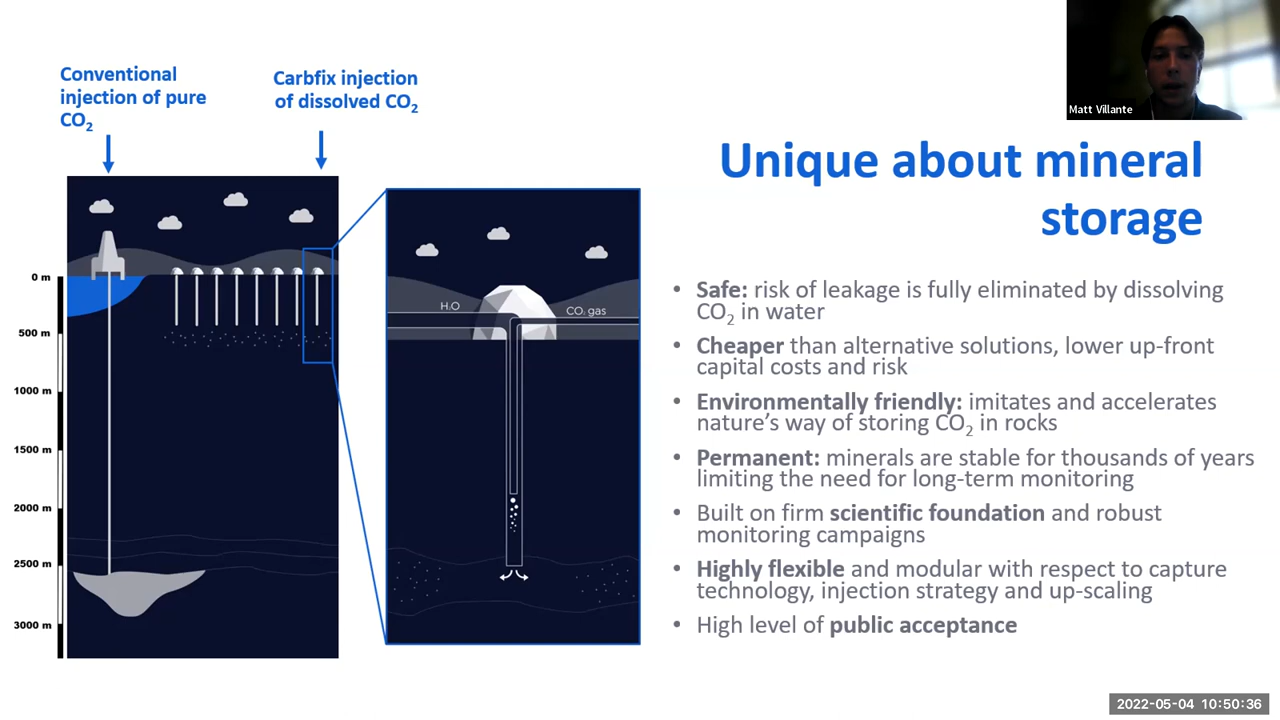 Conventional
injection of pure
CO₂
Carbfix injection
of dissolved CO₂
Matt Villante
Unique about mineral
storage
0 m
500 m
1000 m
1500 m
2000 m
2500 m
3000 m
H₂O
CO₂ gas
• Safe: risk of leakage is fully eliminated by dissolving
CO₂ in water
• Cheaper than alternative solutions, lower up-front
capital costs and risk
• Environmentally friendly: imitates and accelerates
nature's way of storing CO₂ in rocks
• Permanent: minerals are stable for thousands of years
limiting the need for long-term monitoring
• Built on firm scientific foundation and robust
monitoring campaigns
• Highly flexible and modular with respect to capture
technology, injection strategy and up-scaling
• High level of public acceptance
2022-05-04 10:50:36